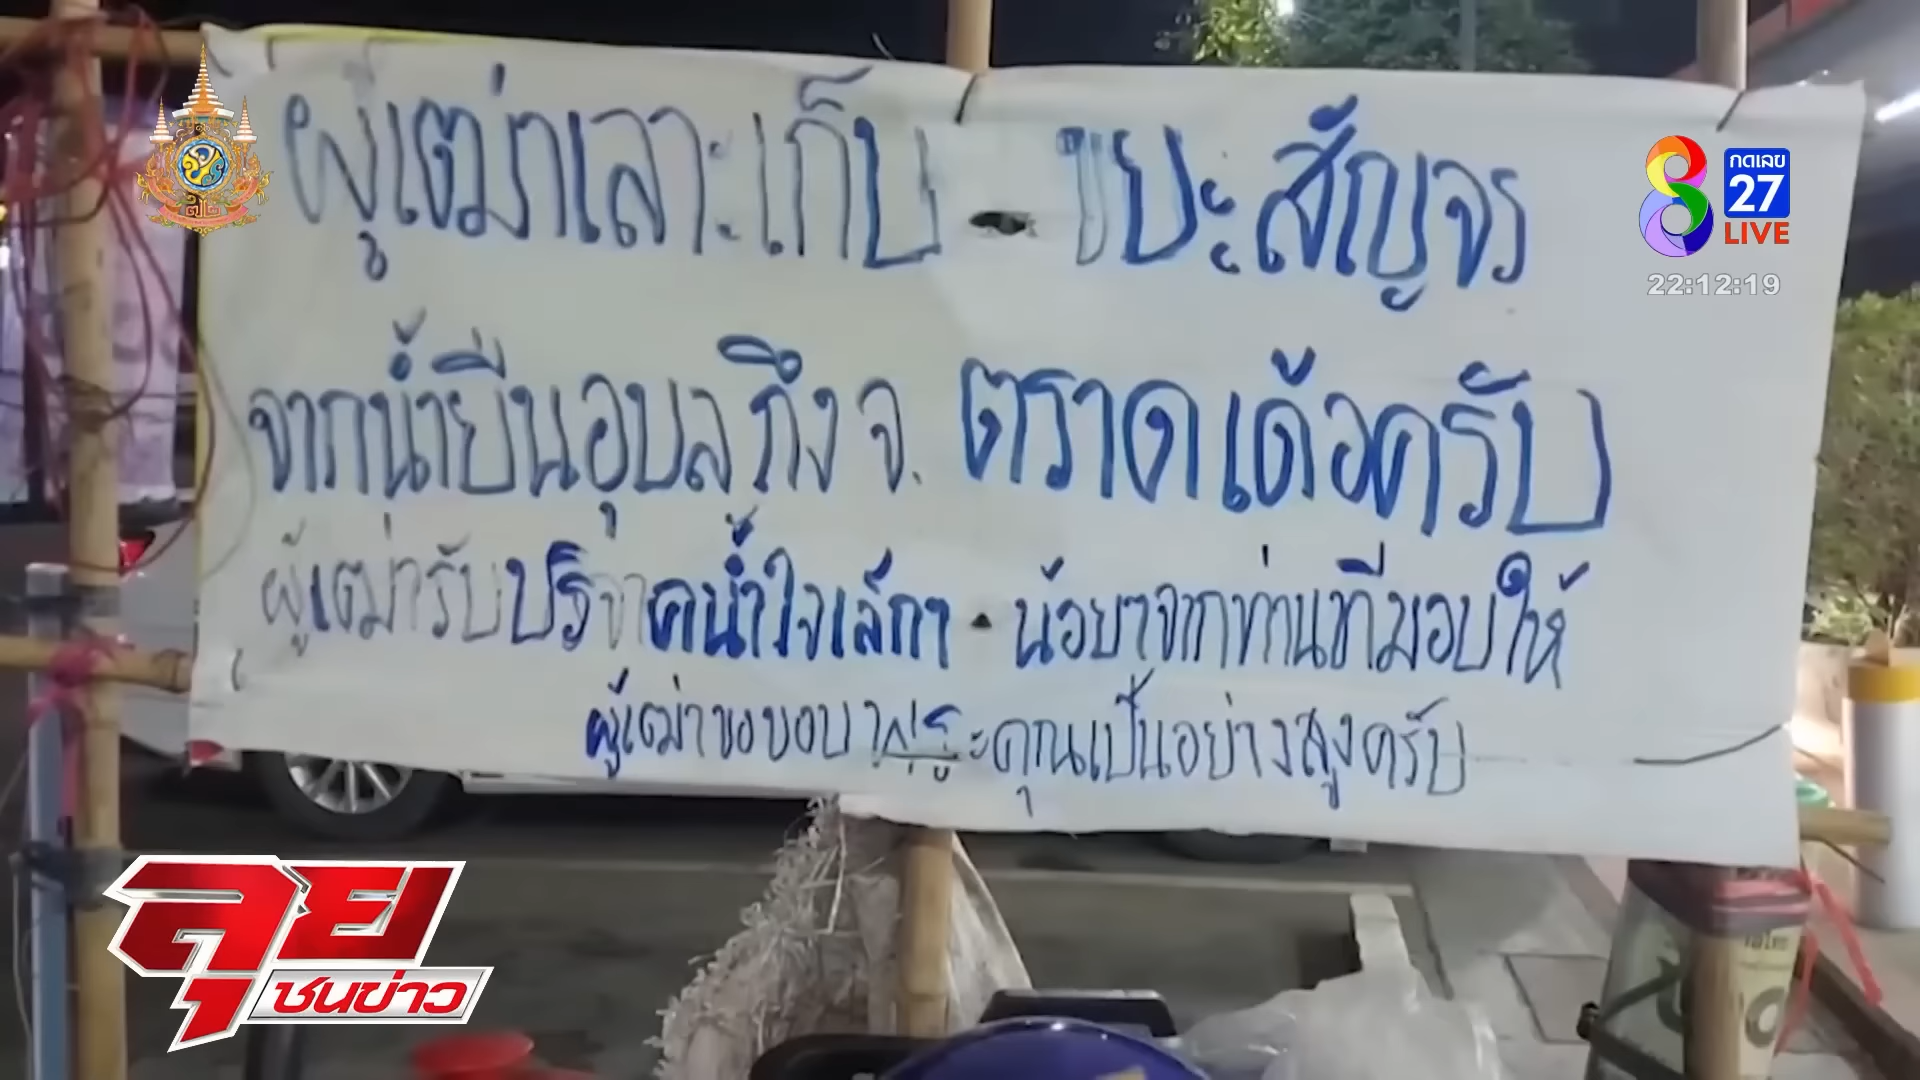 ผู้เฒ่าเลาะเก็บ - ขยะสัญจร
กดเลข
27
LIVE
22:12:19
จากน้ำยืนอุบลถึง จ. ตราดเด้อครับ
ผู้เฒ่ารับบริจาคน้ำใจเล็กๆ - น้อยๆจากท่านที่มอบให้
ผู้เฒ่าขอขอบพระคุณเป็นอย่างสูงครับ
ลุย
ชนข่าว